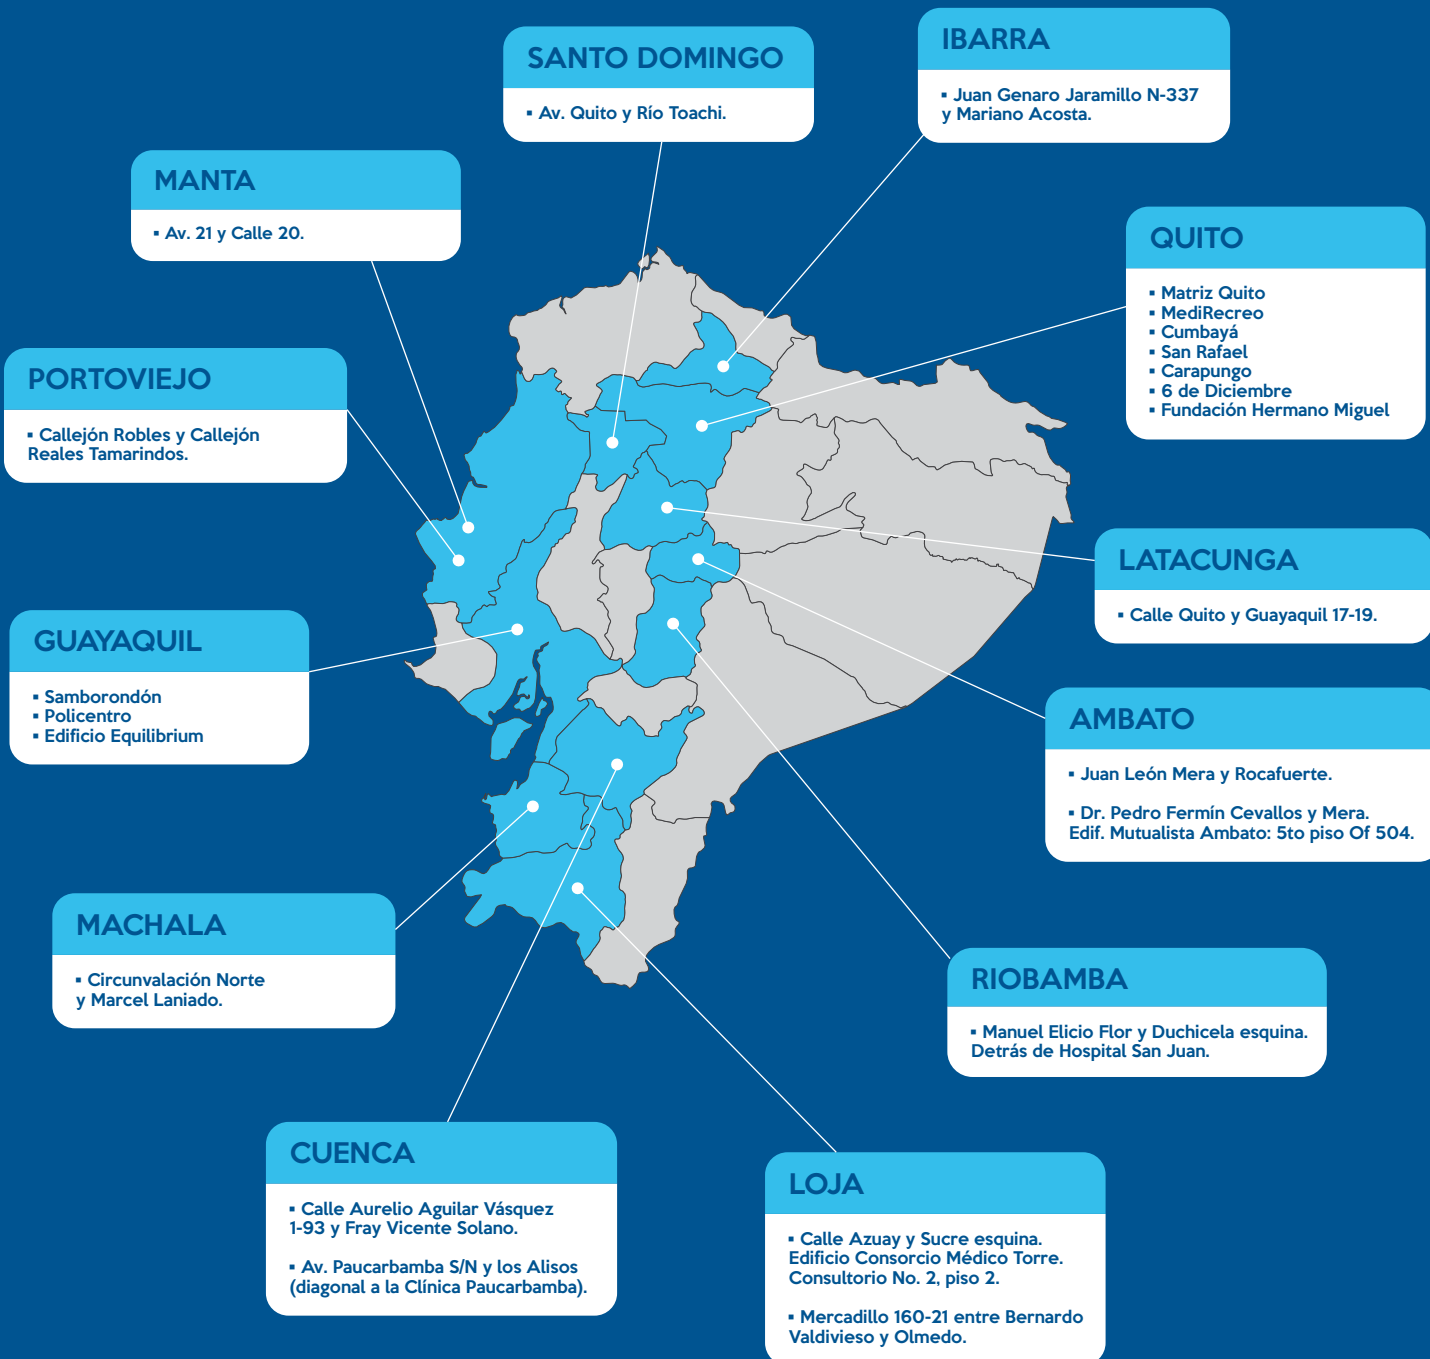 SANTO DOMINGO
▪ Av. Quito y Río Toachi.
IBARRA
▪ Juan Genaro Jaramillo N-337
y Mariano Acosta.
MANTA
▪ Av. 21 y Calle 20.
QUITO
▪ Matriz Quito
▪ MediRecreo
▪ Cumbayá
▪ San Rafael
▪ Carapungo
▪ 6 de Diciembre
▪ Fundación Hermano Miguel
PORTOVIEJO
▪ Callejón Robles y Callejón
Reales Tamarindos.
LATACUNGA
▪ Calle Quito y Guayaquil 17-19.
GUAYAQUIL
▪ Samborondón
▪ Policentro
▪ Edificio Equilibrium
AMBATO
▪ Juan León Mera y Rocafuerte.
▪ Dr. Pedro Fermín Cevallos y Mera.
Edif. Mutualista Ambato: 5to piso Of 504.
MACHALA
▪ Circunvalación Norte
y Marcel Laniado.
RIOBAMBA
▪ Manuel Elicio Flor y Duchicela esquina.
Detrás de Hospital San Juan.
CUENCA
▪ Calle Aurelio Aguilar Vásquez
1-93 y Fray Vicente Solano.
▪ Av. Paucarbamba S/N y los Alisos
(diagonal a la Clínica Paucarbamba).
LOJA
▪ Calle Azuay y Sucre esquina.
Edificio Consorcio Médico Torre.
Consultorio No. 2, piso 2.
▪ Mercadillo 160-21 entre Bernardo
Valdivieso y Olmedo.